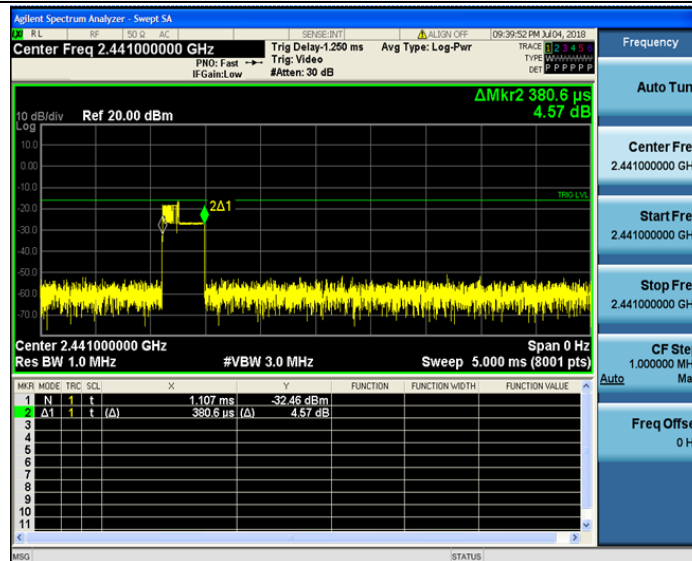 Agilent Spectrum Analyzer - Swept SA
RL RF 50 Ω AC SENSE:INT ALIGN OFF 09:39:52 PM Jul 04, 2018
Center Freq 2.441000000 GHz Trig Delay-1.250 ms Avg Type: Log-Pwr TRACE 1 2 3 4 5 6
PNO: Fast Trig: Video TYPE
IFGain:Low #Atten: 30 dB DET P P P P P P
ΔMkr2 380.6 µs
10 dB/div Ref 20.00 dBm 4.57 dB
Log
10.0
0.00
-10.0
TRIG LVL
-20.0
2Δ1
-30.0
-40.0
-50.0
-60.0
-70.0
Center 2.441000000 GHz Span 0 Hz
Res BW 1.0 MHz #VBW 3.0 MHz Sweep 5.000 ms (8001 pts)
MKR MODE TRC SCL X Y FUNCTION FUNCTION WIDTH FUNCTION VALUE
1 N 1 t 1.107 ms -32.46 dBm
2 Δ1 1 t (Δ) 380.6 µs (Δ) 4.57 dB
3
4
5
6
7
8
9
10
11
MSG STATUS
Frequency
Auto Tun
Center Fre
2.441000000 GH
Start Fre
2.441000000 GH
Stop Fre
2.441000000 GH
CF Ste
1.000000 MH
Auto Ma
Freq Offse
0 H